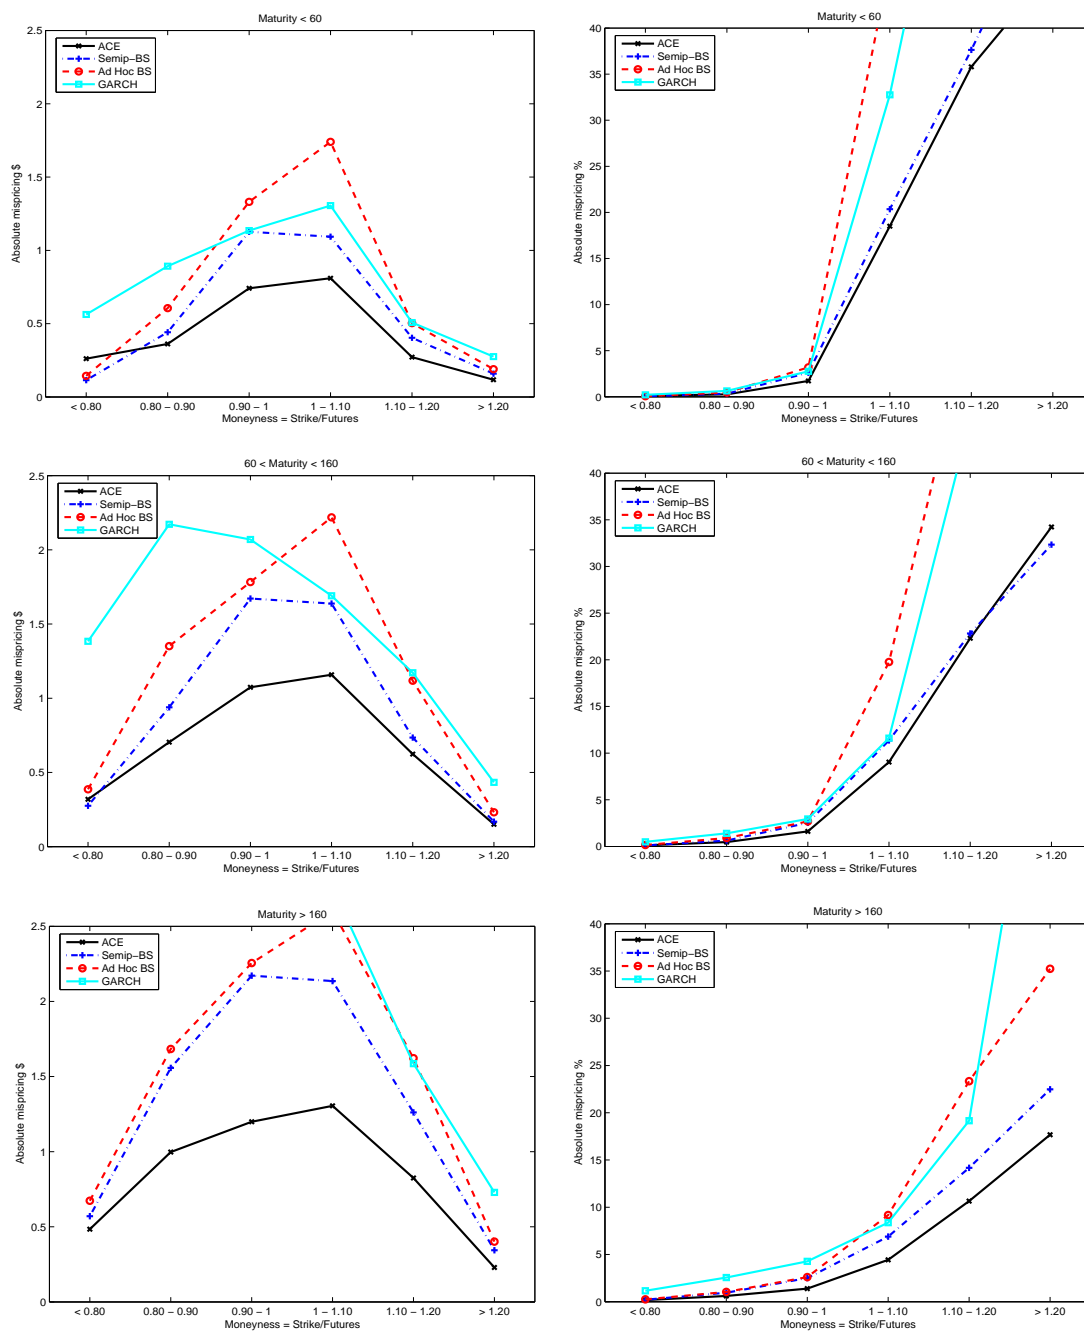 Maturity < 60
2.5
2
1.5
1
0.5
0
Absolute mispricing $
ACE
Semip-BS
Ad Hoc BS
GARCH
< 0.80 0.80 - 0.90 0.90 - 1 1 - 1.10 1.10 - 1.20 > 1.20
Moneyness = Strike/Futures
Maturity < 60
40
35
30
25
20
15
10
5
0
Absolute mispricing %
ACE
Semip-BS
Ad Hoc BS
GARCH
< 0.80 0.80 - 0.90 0.90 - 1 1 - 1.10 1.10 - 1.20 > 1.20
Moneyness = Strike/Futures
60 < Maturity < 160
2.5
2
1.5
1
0.5
0
Absolute mispricing $
ACE
Semip-BS
Ad Hoc BS
GARCH
< 0.80 0.80 - 0.90 0.90 - 1 1 - 1.10 1.10 - 1.20 > 1.20
Moneyness = Strike/Futures
60 < Maturity < 160
40
35
30
25
20
15
10
5
0
Absolute mispricing %
ACE
Semip-BS
Ad Hoc BS
GARCH
< 0.80 0.80 - 0.90 0.90 - 1 1 - 1.10 1.10 - 1.20 > 1.20
Moneyness = Strike/Futures
Maturity > 160
2.5
2
1.5
1
0.5
0
Absolute mispricing $
ACE
Semip-BS
Ad Hoc BS
GARCH
< 0.80 0.80 - 0.90 0.90 - 1 1 - 1.10 1.10 - 1.20 > 1.20
Moneyness = Strike/Futures
Maturity > 160
40
35
30
25
20
15
10
5
0
Absolute mispricing %
ACE
Semip-BS
Ad Hoc BS
GARCH
< 0.80 0.80 - 0.90 0.90 - 1 1 - 1.10 1.10 - 1.20 > 1.20
Moneyness = Strike/Futures